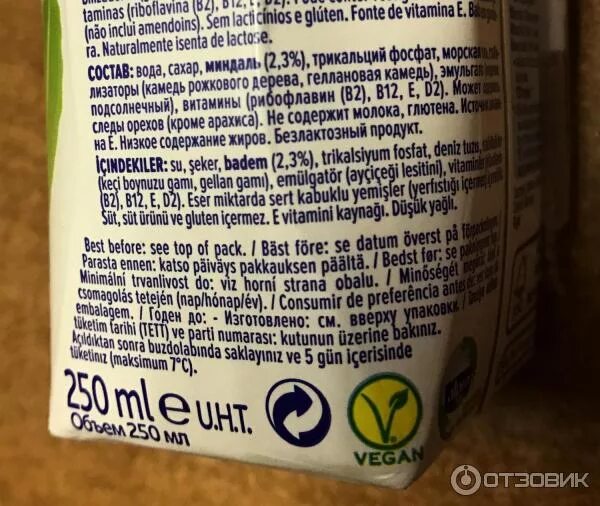 taminas (riboflavina (B2), B12, E,
(não inclui amendoins). Sem lacticínios e glúten. Fonte de vitamina E. Baixo
ra. Naturalmente isenta de lactose.
СОСТАВ: вода, сахар, миндаль (2,3%), трикальций фосфат, морская
лизаторы (камедь рожкового дерева, геллановая камедь), эмульгатор
подсолнечный), витамины (рибофлавин (B2), B12, E, D2). Может
следы орехов (кроме арахиса). Не содержит молока, глютена. Источник
на Е. Низкое содержание жиров. Безлактозный продукт.
İÇİNDEKILER: su, şeker, badem (2,3%), trikalsiyum fosfat, deniz tuzu,
(keçi boynuzu gamı, gellan gamı), emülgatör (ayçiçeği lesitini), vitaminler
(B2), B12, E, D2). Eser miktarda sert kabuklu yemişler (yerfıstığı içermez)
Süt, süt ürünü ve gluten içermez. E vitamini kaynağı. Düşük yağlı.
Best before: see top of pack. / Bäst före: se datum överst på förpackningen.
Parasta ennen: katso päiväys pakkauksen päältä. / Bedst før: se
Minimální trvanlivost do: viz horní strana obalu. / Minőségét megőrzi
csomagolás tetején (nap/hónap/év). / Consumir de preferência antes de: ver
embalagem. / Годен до: - Изготовлено: см. вверху упаковки. /
tüketim tarihi (TETT) ve parti numarası: kutunun üzerine bakınız.
Açıldıktan sonra buzdolabında saklayınız ve 5 gün içerisinde
tüketiniz (maksimum 7°C).
250 ml e U.H.T.
Объем 250 мл
VEGAN
ОТЗОВИК